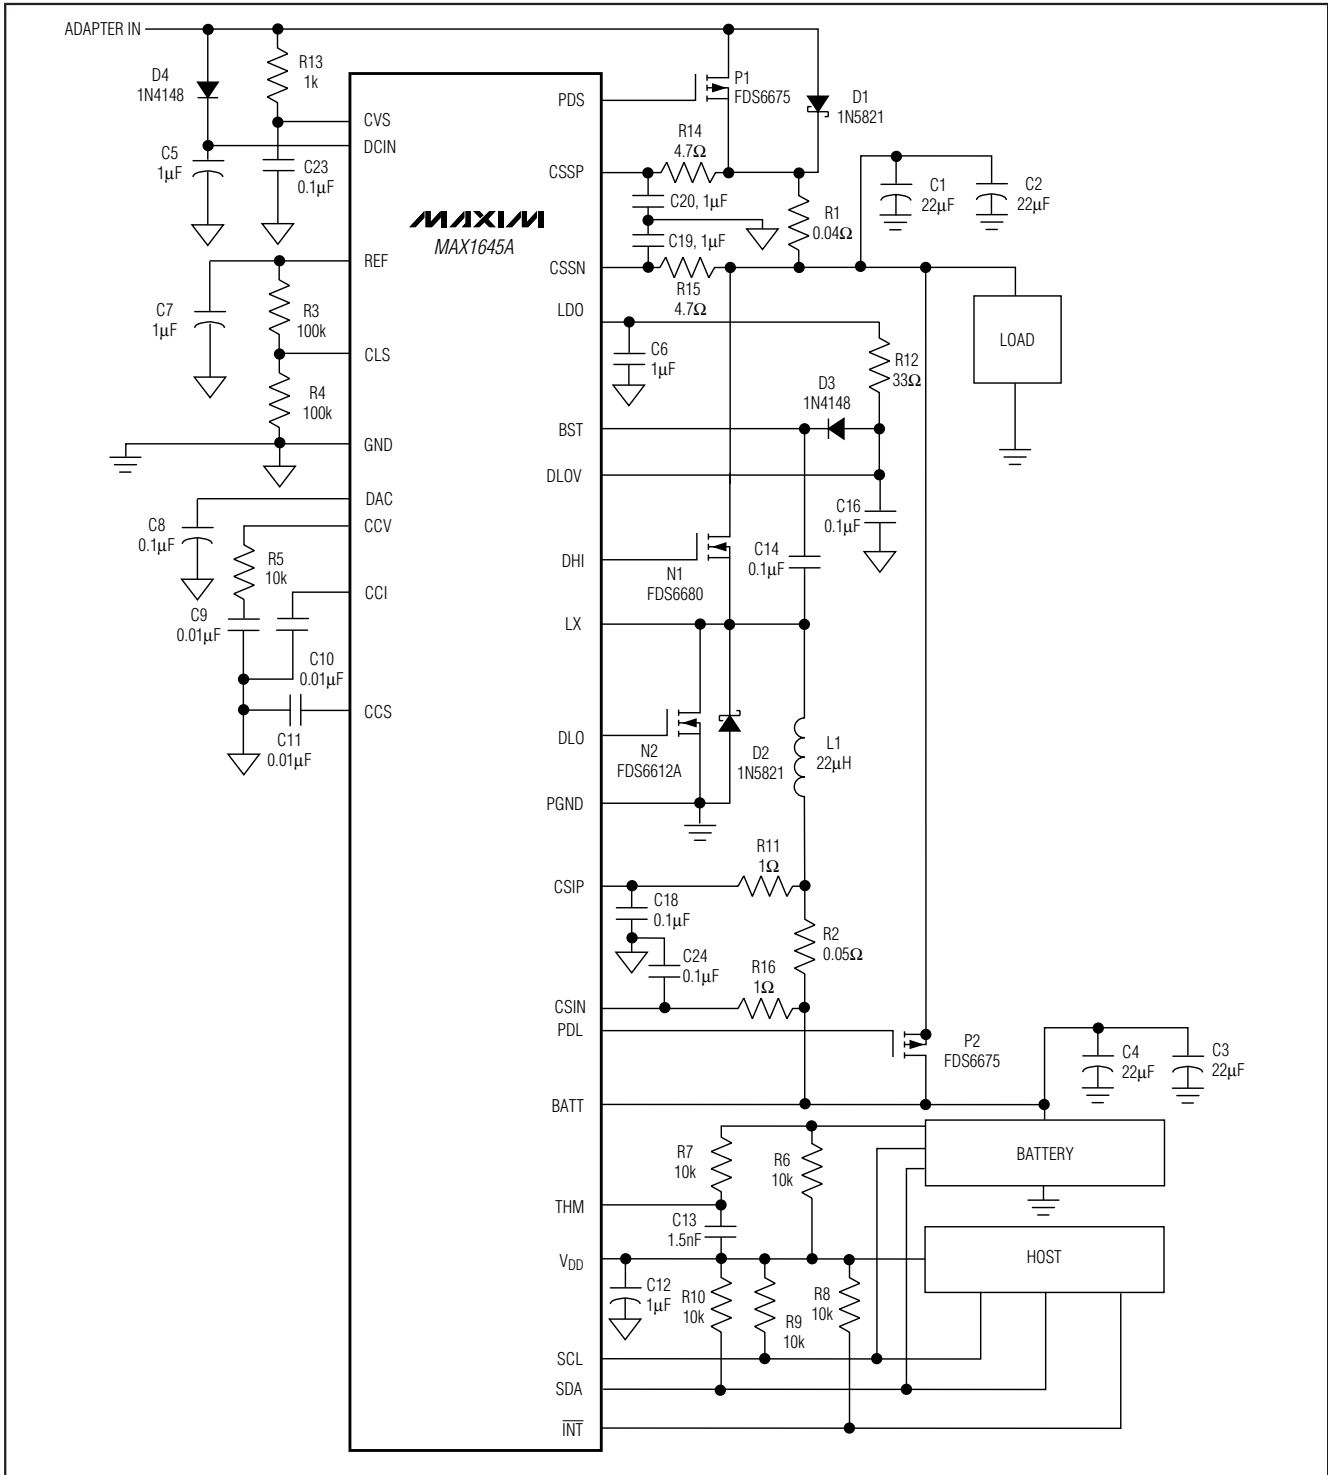 ADAPTER IN
D4
1N4148
R13
1k
C5
1µF
C23
0.1µF
CVS
DCIN
MAXIM
MAX1645A
REF
C7
1µF
R3
100k
CLS
R4
100k
GND
DAC
C8
0.1µF
CCV
R5
10k
CCI
C9
0.01µF
C10
0.01µF
CCS
C11
0.01µF
PDS
P1
FDS6675
D1
1N5821
R14
4.7Ω
CSSP
C20, 1µF
C19, 1µF
R1
0.04Ω
C1
22µF
C2
22µF
CSSN
R15
4.7Ω
LDO
C6
1µF
R12
33Ω
LOAD
D3
1N4148
BST
DLOV
C16
0.1µF
C14
0.1µF
DHI
N1
FDS6680
LX
DLO
N2
FDS6612A
D2
1N5821
L1
22µH
PGND
R11
1Ω
CSIP
C18
0.1µF
R2
0.05Ω
C24
0.1µF
R16
1Ω
CSIN
PDL
P2
FDS6675
C4
22µF
C3
22µF
BATT
R7
10k
R6
10k
BATTERY
THM
C13
1.5nF
HOST
VDD
C12
1µF
R10
10k
R9
10k
R8
10k
SCL
SDA
INT